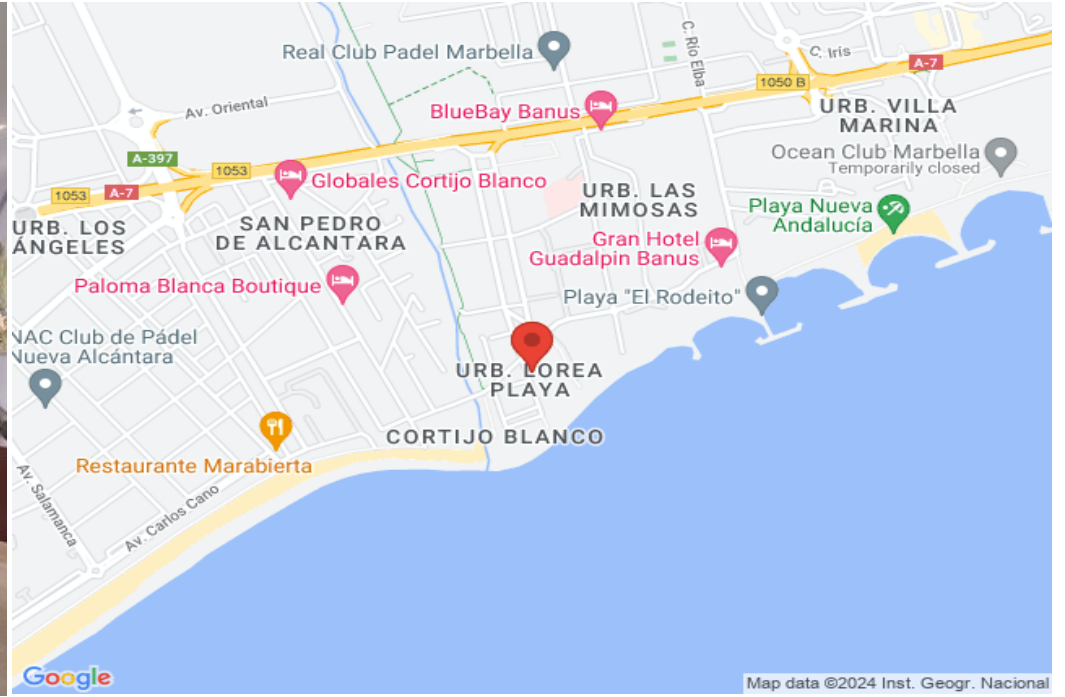 Real Club Padel Marbella
C. Iris
C. Río Elba
A-7
1050 B
Av. Oriental
BlueBay Banus
URB. VILLA
MARINA
A-397
1053
Ocean Club Marbella
Temporarily closed
Globales Cortijo Blanco
URB. LAS
MIMOSAS
1053
A-7
Playa Nueva
Andalucía
URB. LOS
ÁNGELES
SAN PEDRO
DE ALCANTARA
Gran Hotel
Guadalpin Banus
Paloma Blanca Boutique
Playa "El Rodeito"
NAC Club de Pádel
Nueva Alcántara
URB. LOREA
PLAYA
CORTIJO BLANCO
Restaurante Marabierta
Av. Salamanca
Av. Carlos Cano
Google
Map data ©2024 Inst. Geogr. Nacional